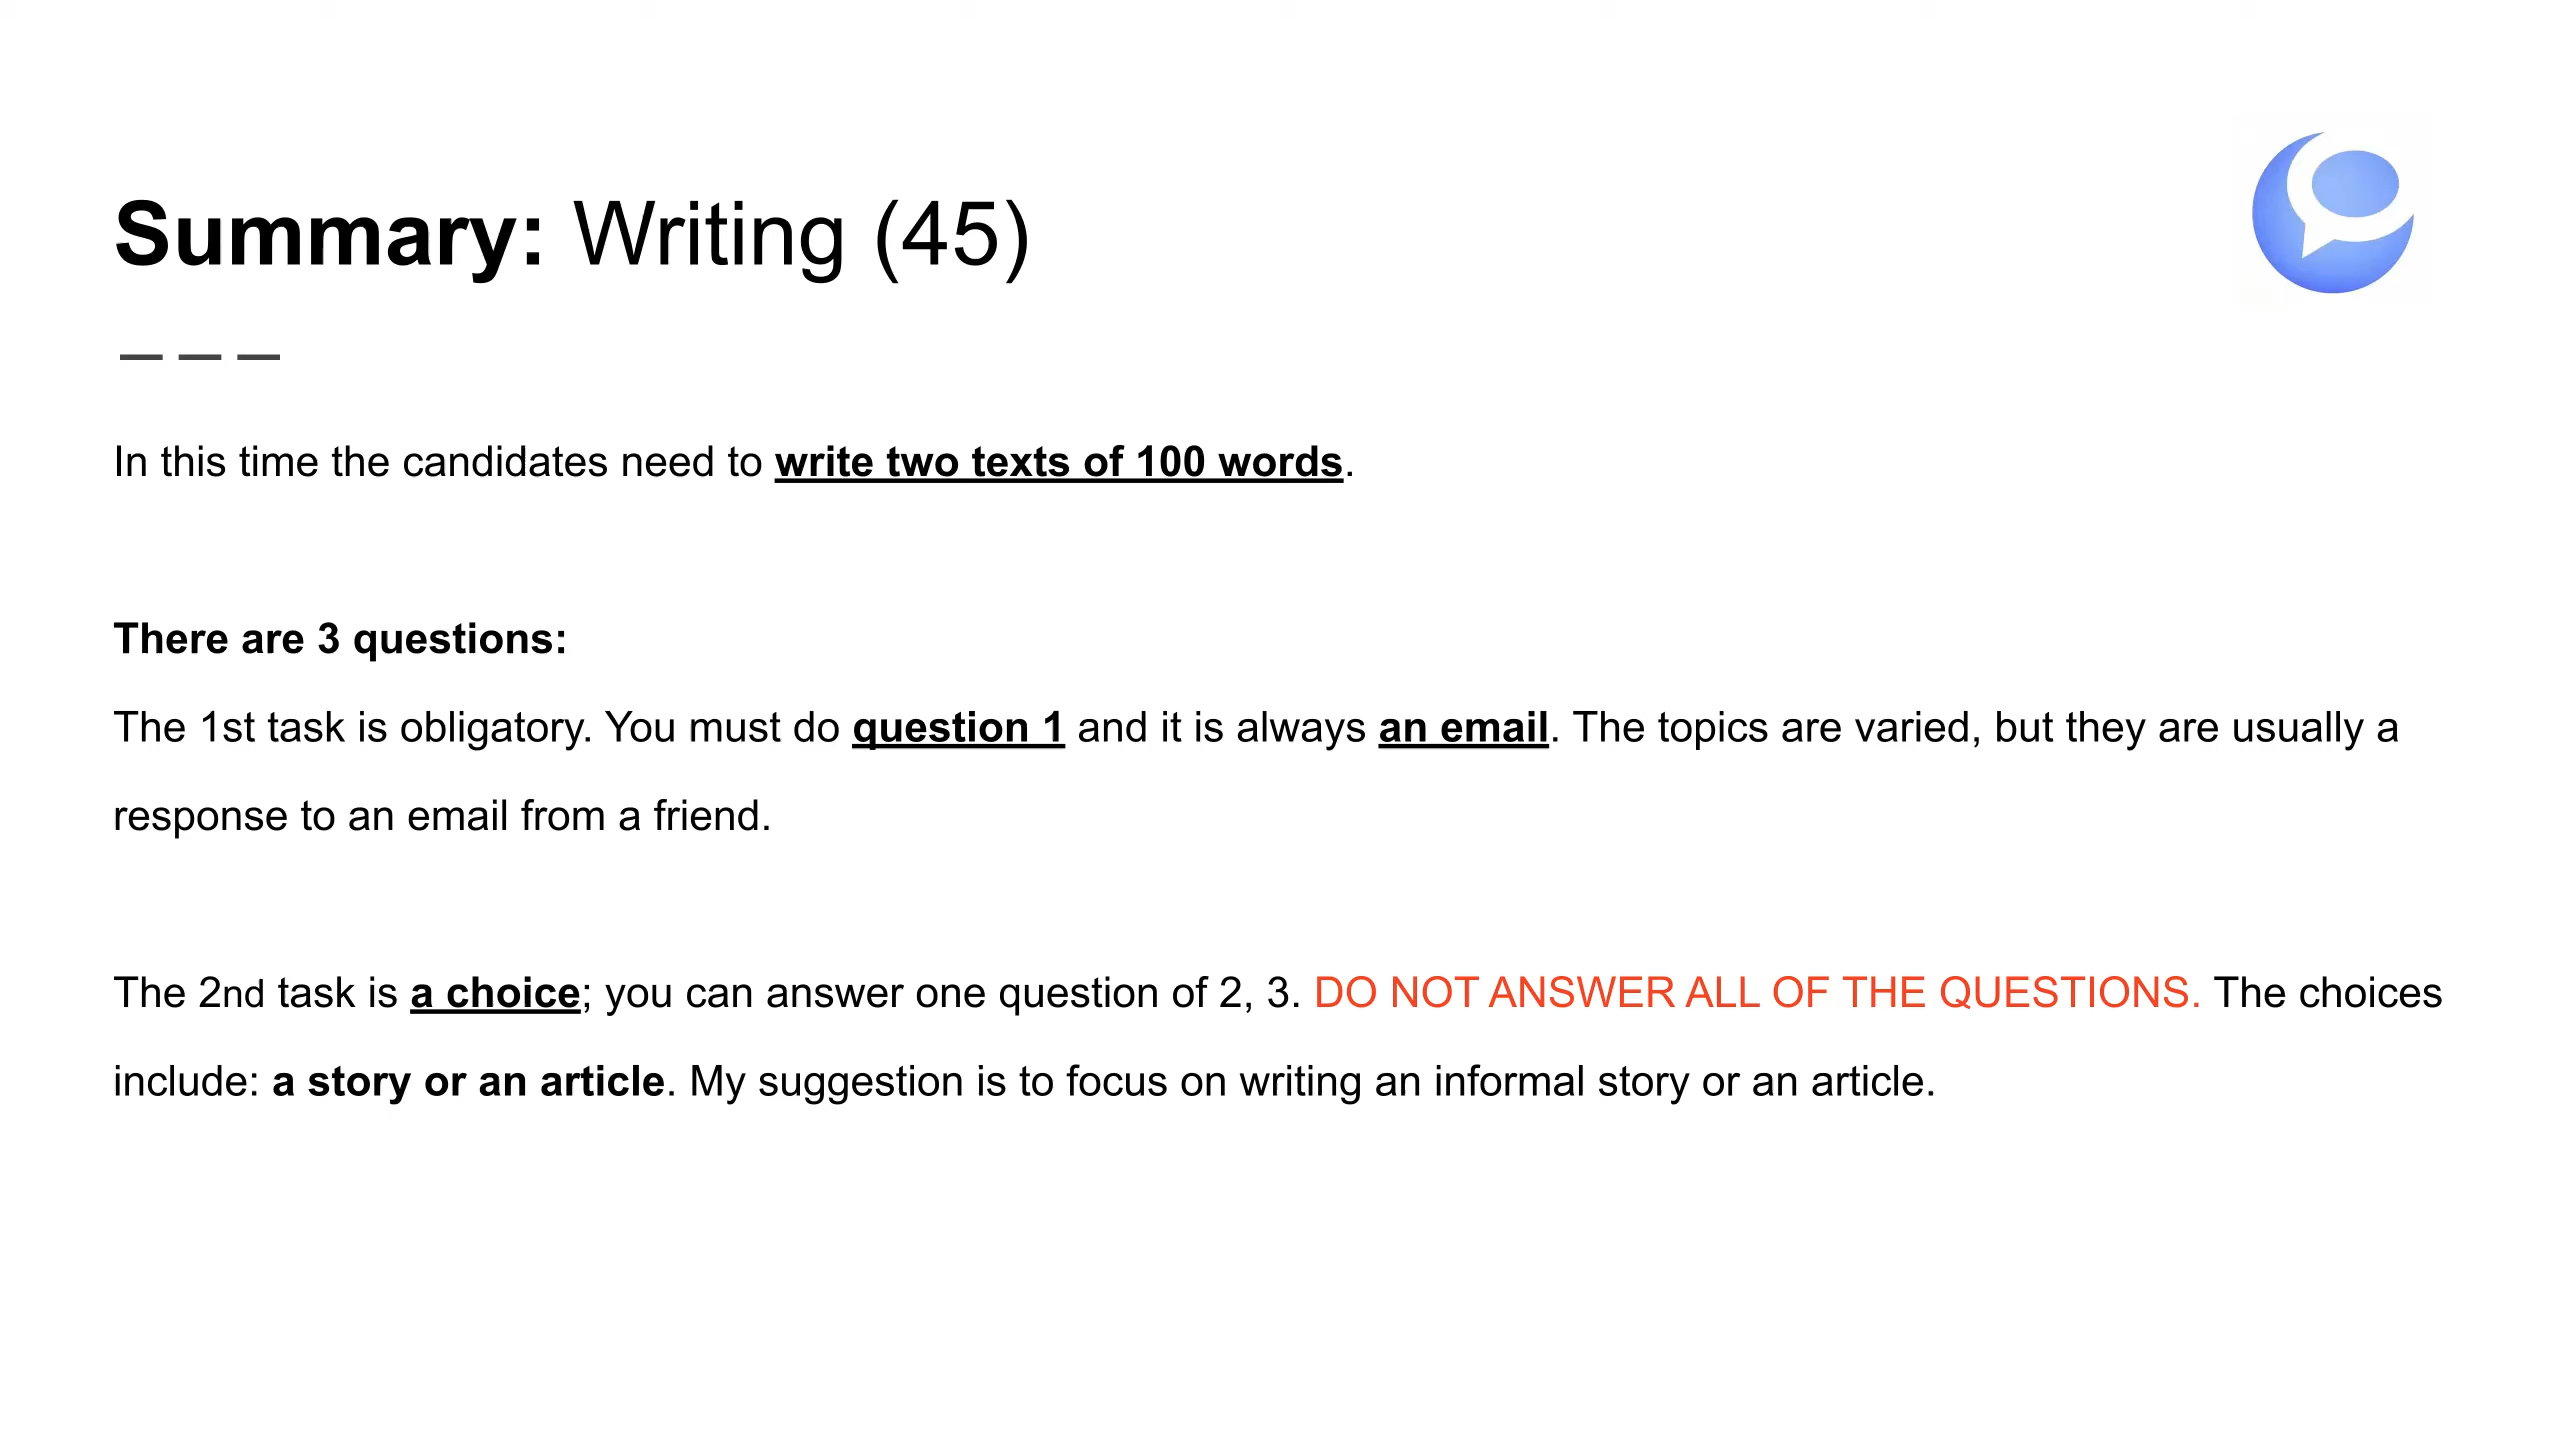 Summary: Writing (45)
In this time the candidates need to write two texts of 100 words.
There are 3 questions:
The 1st task is obligatory. You must do question 1 and it is always an email. The topics are varied, but they are usually a
response to an email from a friend.
The 2nd task is a choice; you can answer one question of 2, 3. DO NOT ANSWER ALL OF THE QUESTIONS. The choices
include: a story or an article. My suggestion is to focus on writing an informal story or an article.